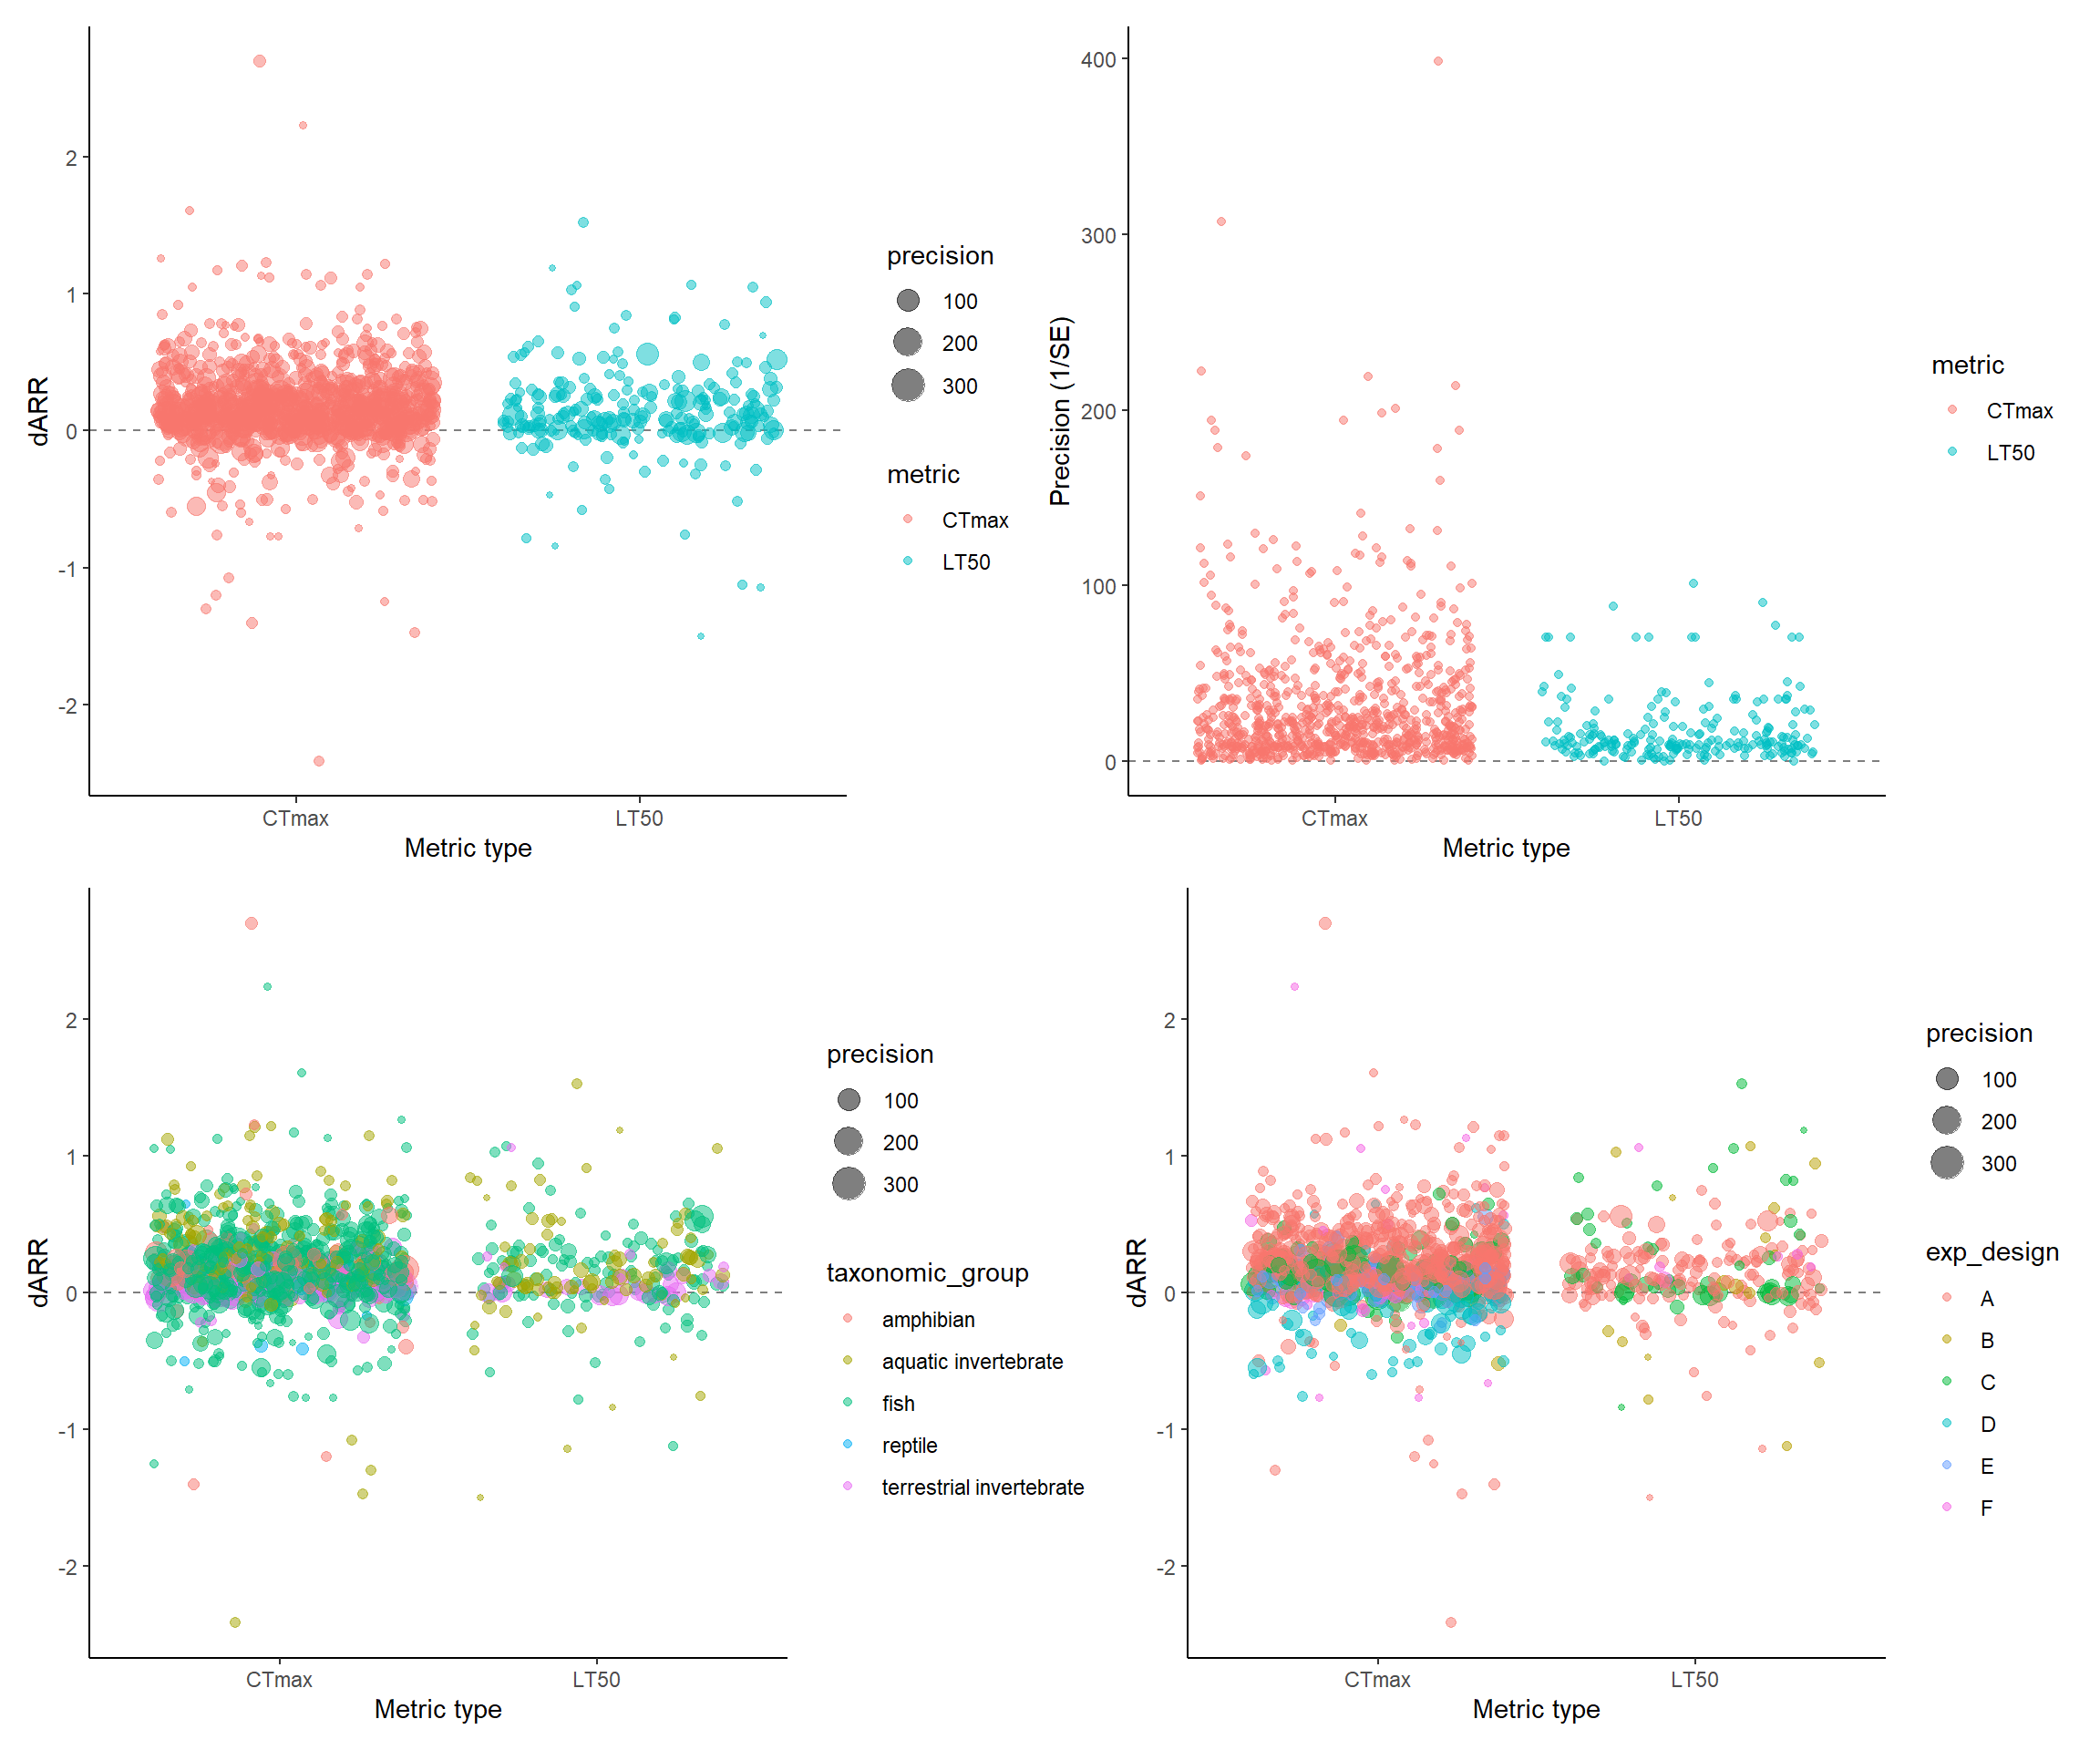 dARR
2
1
0
-1
-2
CTmax
LT50
Metric type
precision
100
200
300
metric
CTmax
LT50
Precision (1/SE)
400
300
200
100
0
CTmax
LT50
Metric type
metric
CTmax
LT50
dARR
2
1
0
-1
-2
CTmax
LT50
Metric type
precision
100
200
300
taxonomic_group
amphibian
aquatic invertebrate
fish
reptile
terrestrial invertebrate
dARR
2
1
0
-1
-2
CTmax
LT50
Metric type
precision
100
200
300
exp_design
A
B
C
D
E
F